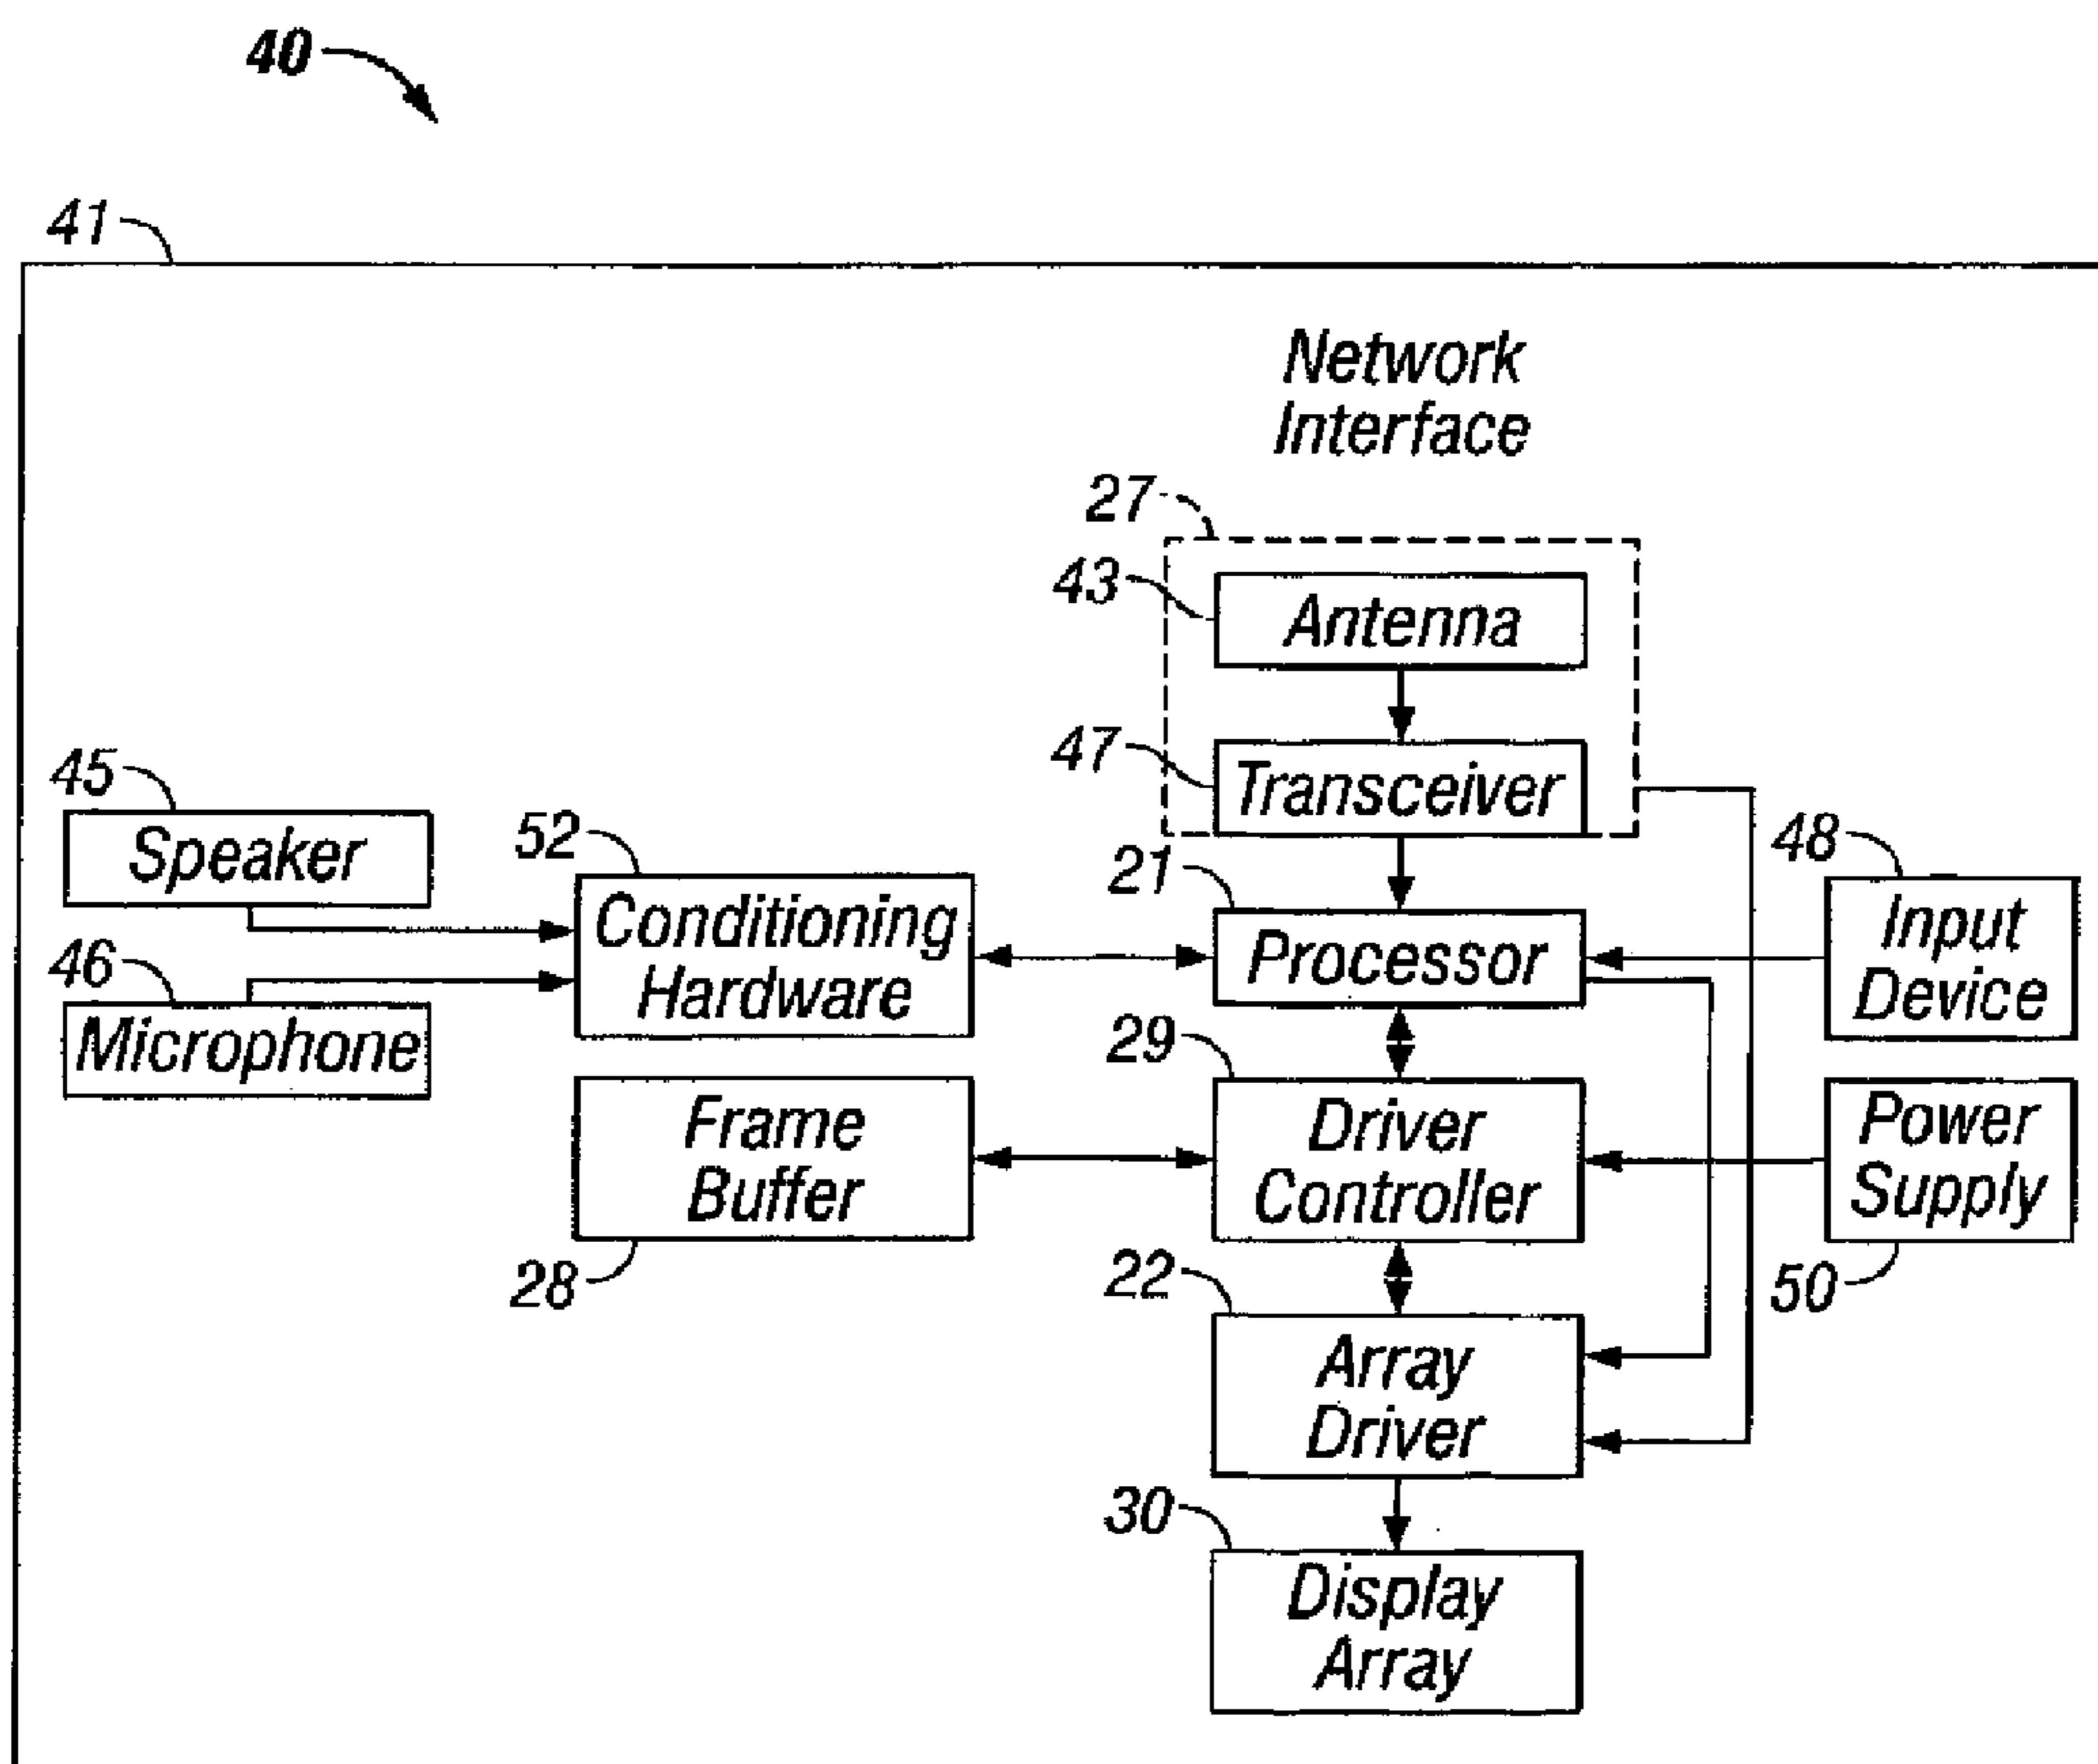 40
41
Network
Interface
27
43
Antenna
47
Transceiver
45
Speaker
52
Conditioning
Hardware
21
Processor
48
Input
Device
46
Microphone
29
Driver
Controller
Frame
Buffer
28
Power
Supply
50
22
Array
Driver
30
Display
Array